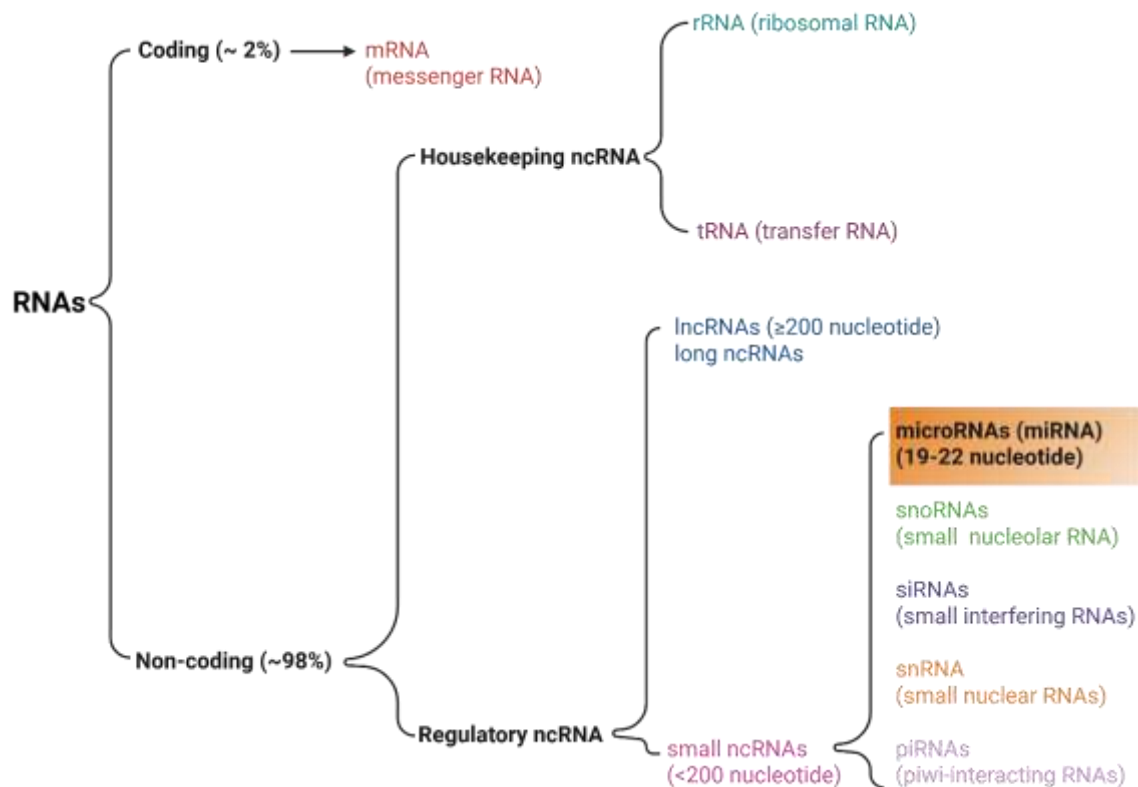 rRNA (ribosomal RNA)
Coding (~ 2%)
mRNA
(messenger RNA)
Housekeeping ncRNA
tRNA (transfer RNA)
RNAs
lncRNAs (≥200 nucleotide)
long ncRNAs
microRNAs (miRNA)
(19-22 nucleotide)
snoRNAs
(small nucleolar RNA)
siRNAs
(small interfering RNAs)
Non-coding (~98%)
snRNA
(small nuclear RNAs)
Regulatory ncRNA
small ncRNAs
(<200 nucleotide)
piRNAs
(piwi-interacting RNAs)